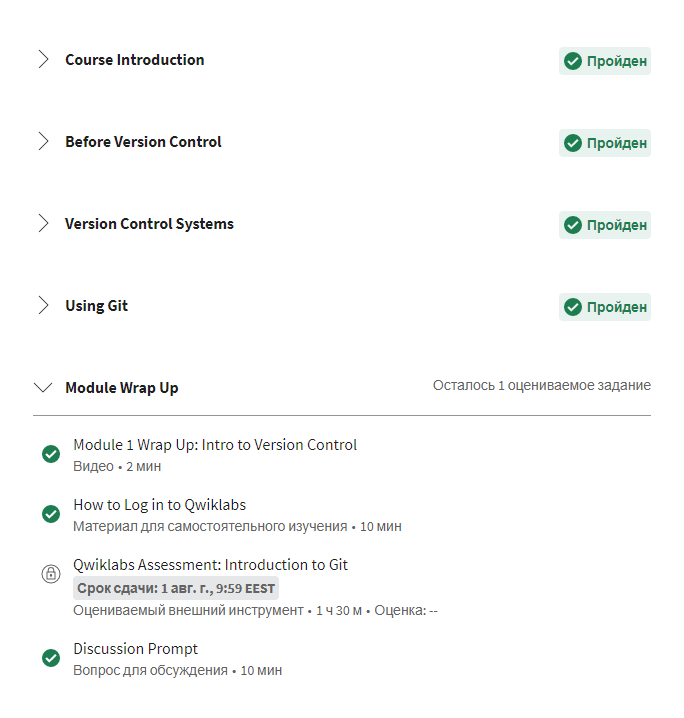 Course Introduction
Пройден
Before Version Control
Пройден
Version Control Systems
Пройден
Using Git
Пройден
Module Wrap Up
Осталось 1 оцениваемое задание
Module 1 Wrap Up: Intro to Version Control
Видео • 2 мин
How to Log in to Qwiklabs
Материал для самостоятельного изучения • 10 мин
Qwiklabs Assessment: Introduction to Git
Срок сдачи: 1 авг. г., 9:59 EEST
Оцениваемый внешний инструмент • 1 ч 30 м • Оценка: --
Discussion Prompt
Вопрос для обсуждения • 10 мин